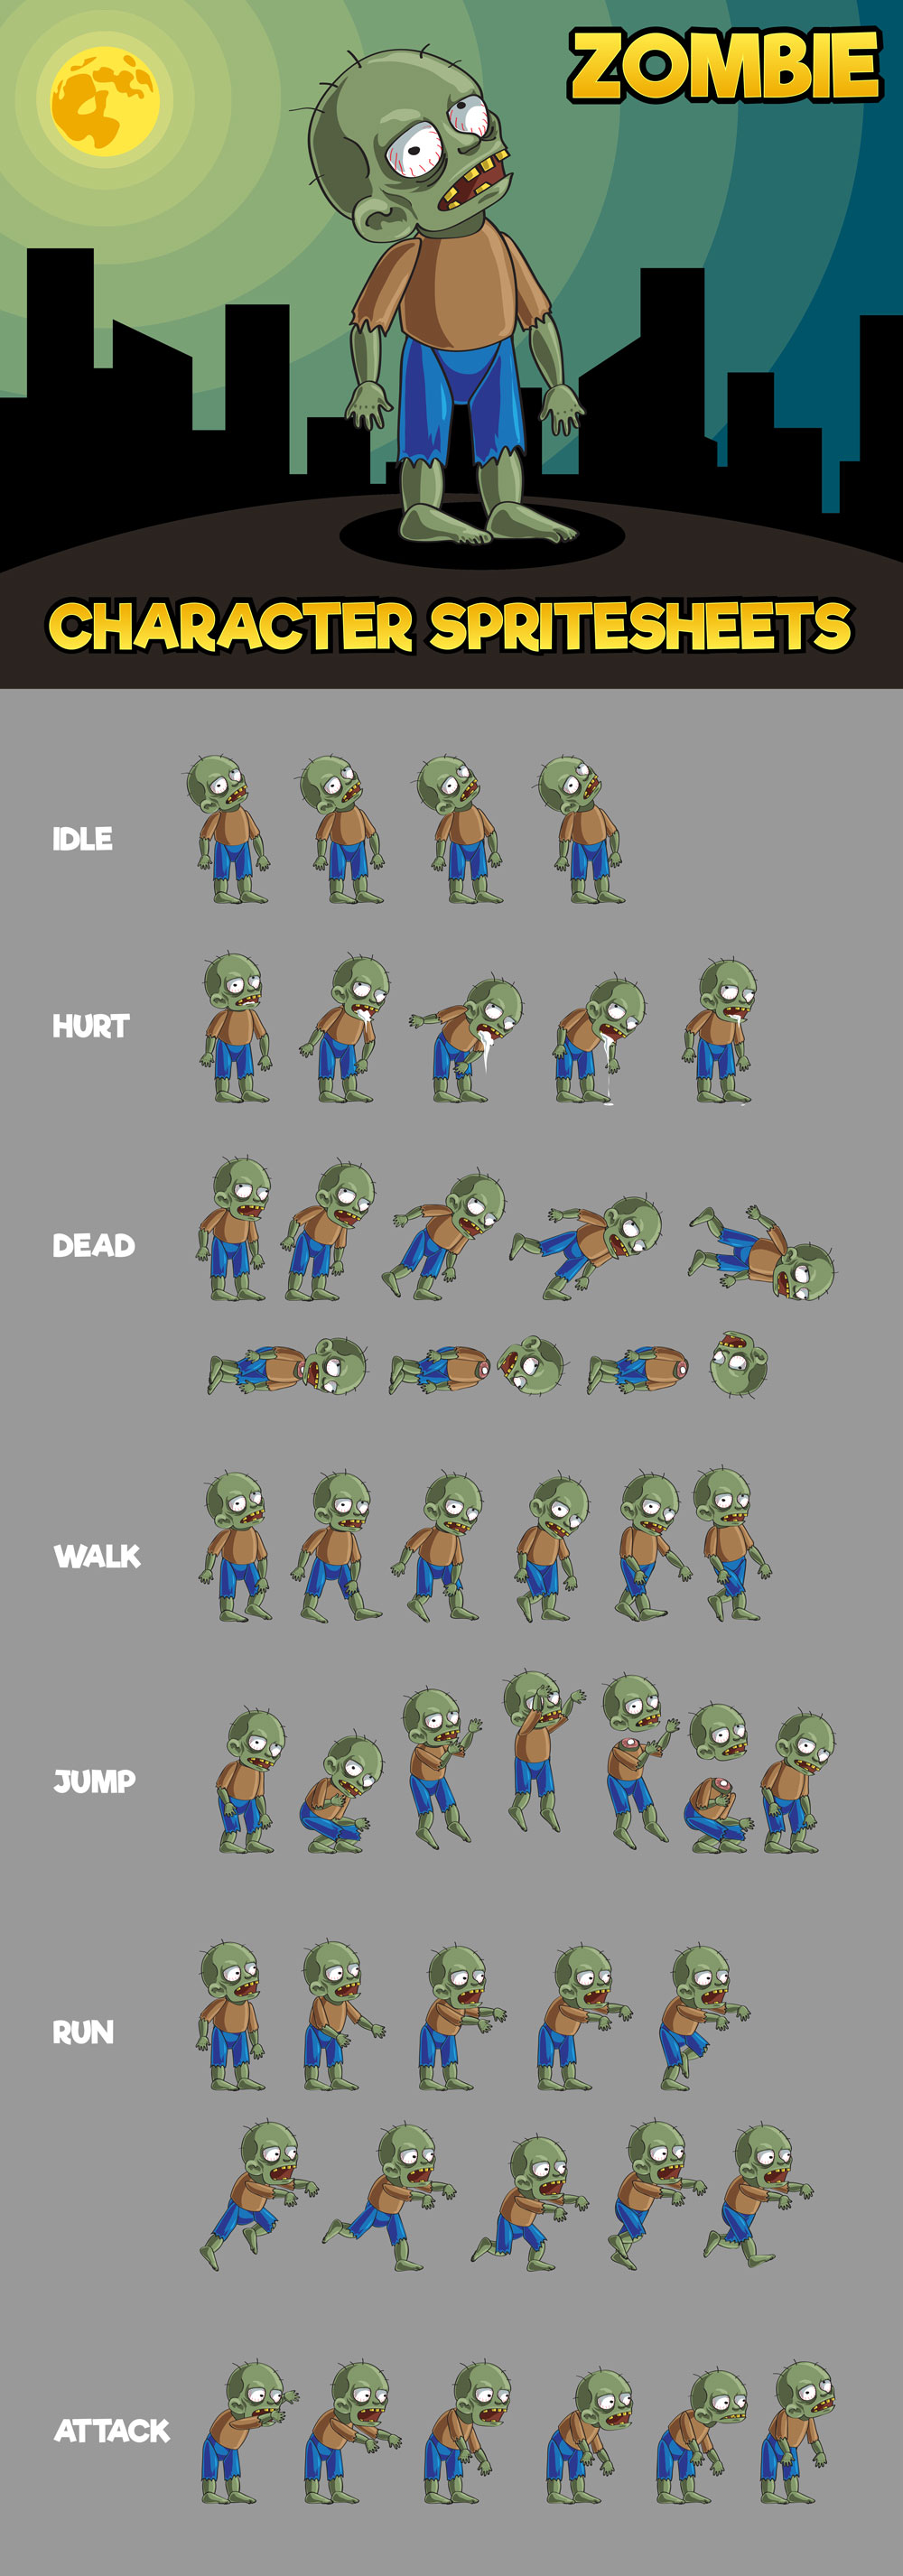 ZOMBIE
CHARACTER SPRITESHEETS
IDLE
HURT
DEAD
WALK
JUMP
RUN
ATTACK